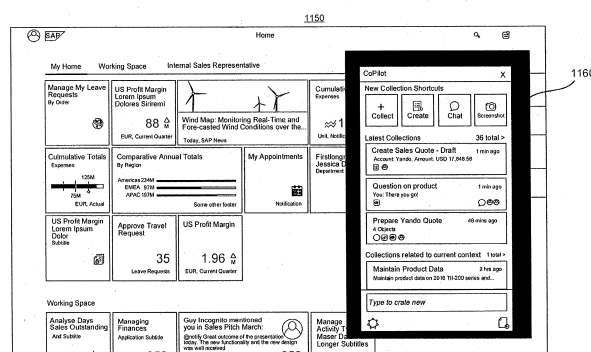 1150
SAP
Home
My Home
Working Space
Internal Sales Representative
Manage My Leave
Requests
By Order
US Profit Margin
Lorem Ipsum
Dolores Siriremi
88 M
EUR, Current Quarter
Wind Map: Monitoring Real-Time and
Fore-casted Wind Conditions over the...
Today, SAP News
Cumulati
Expenses
1
Unit, Notific
Culmulative Totals
Expenses
125M
75M
EUR, Actual
Comparative Annual Totals
By Region
Americas 234M
EMEA 97M
APAC 197M
Some other footer
My Appointments
Notification
Firstlong
Jessica D
Department
US Profit Margin
Lorem Ipsum
Dolor
Subtitle
Approve Travel
Request
35
Leave Requests
US Profit Margin
1.96 M
EUR, Current Quarter
Working Space
Analyse Days
Sales Outstanding
And Subtitle
Managing
Finances
Application Subtitle
Guy Incognito mentioned
you in Sales Pitch March:
@notify Great outcome of the presentation
today. The new functionality and the new design
was well received
Manage
Activity T
Maser Da
Longer Subtitles
1160
CoPilot
X
New Collection Shortcuts
+
Collect
Create
Chat
Screenshot
Latest Collections
36 total >
Create Sales Quote - Draft
1 min ago
Account: Yando, Amount: USD 17,846.56
Question on product
1 min ago
You: There you go!
Prepare Yando Quote
46 mins ago
4 Objects
Collections related to current context
1 total >
Maintain Product Data
2 hrs ago
Maintain product data on 2016 Til-200 series and...
Type to crate new